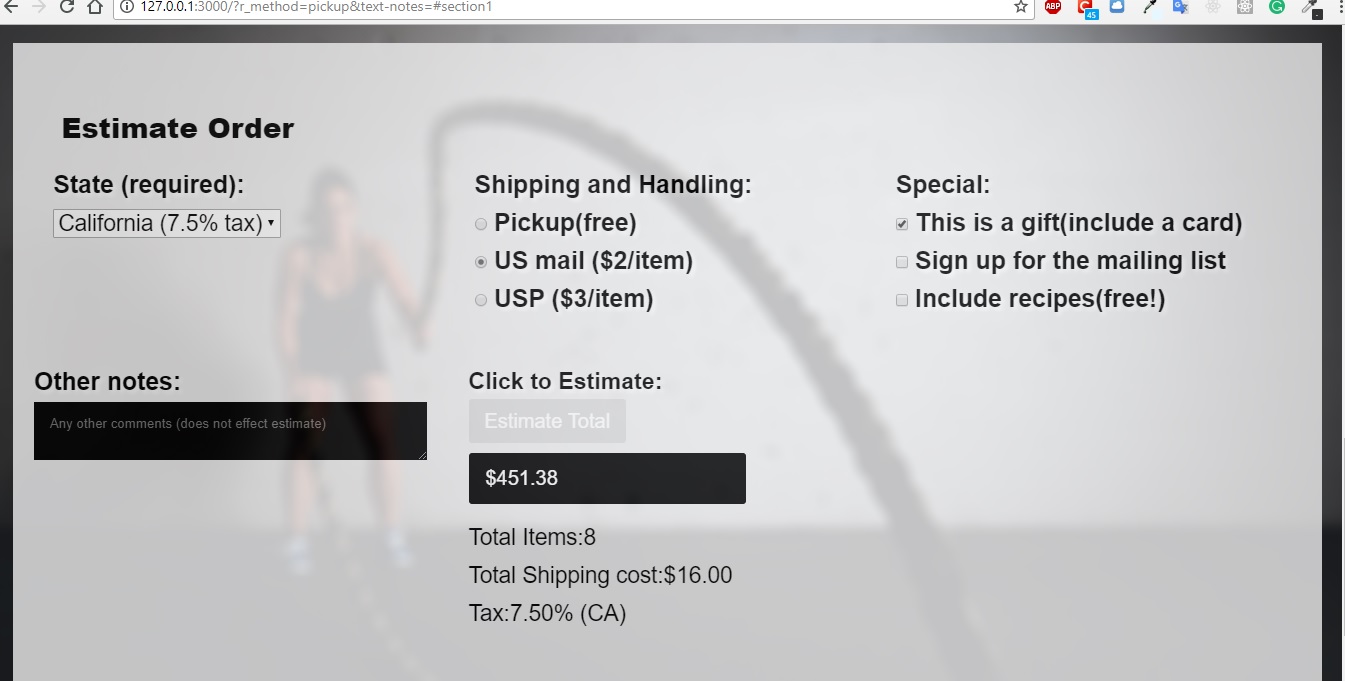 127.0.0.1:3000/?r_method=pickup&text-notes=#section1
ABP
45
Estimate Order
State (required):
California (7.5% tax)
Shipping and Handling:
Pickup(free)
US mail ($2/item)
USP ($3/item)
Special:
This is a gift(include a card)
Sign up for the mailing list
Include recipes(free!)
Other notes:
Any other comments (does not effect estimate)
Click to Estimate:
Estimate Total
$451.38
Total Items:8
Total Shipping cost:$16.00
Tax:7.50% (CA)